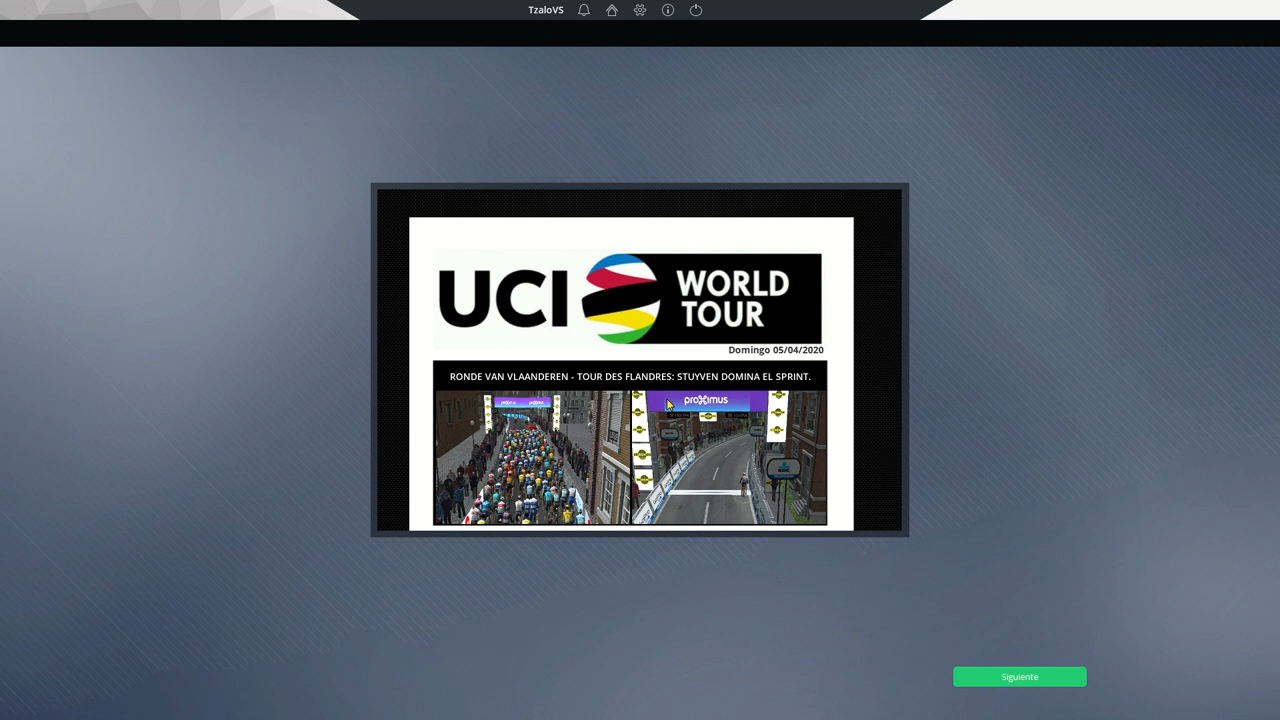 TzaloVS
UCI WORLD
TOUR
Domingo 05/04/2020
RONDE VAN VLAANDEREN - TOUR DES FLANDRES: STUYVEN DOMINA EL SPRINT.
proximus
Siguiente